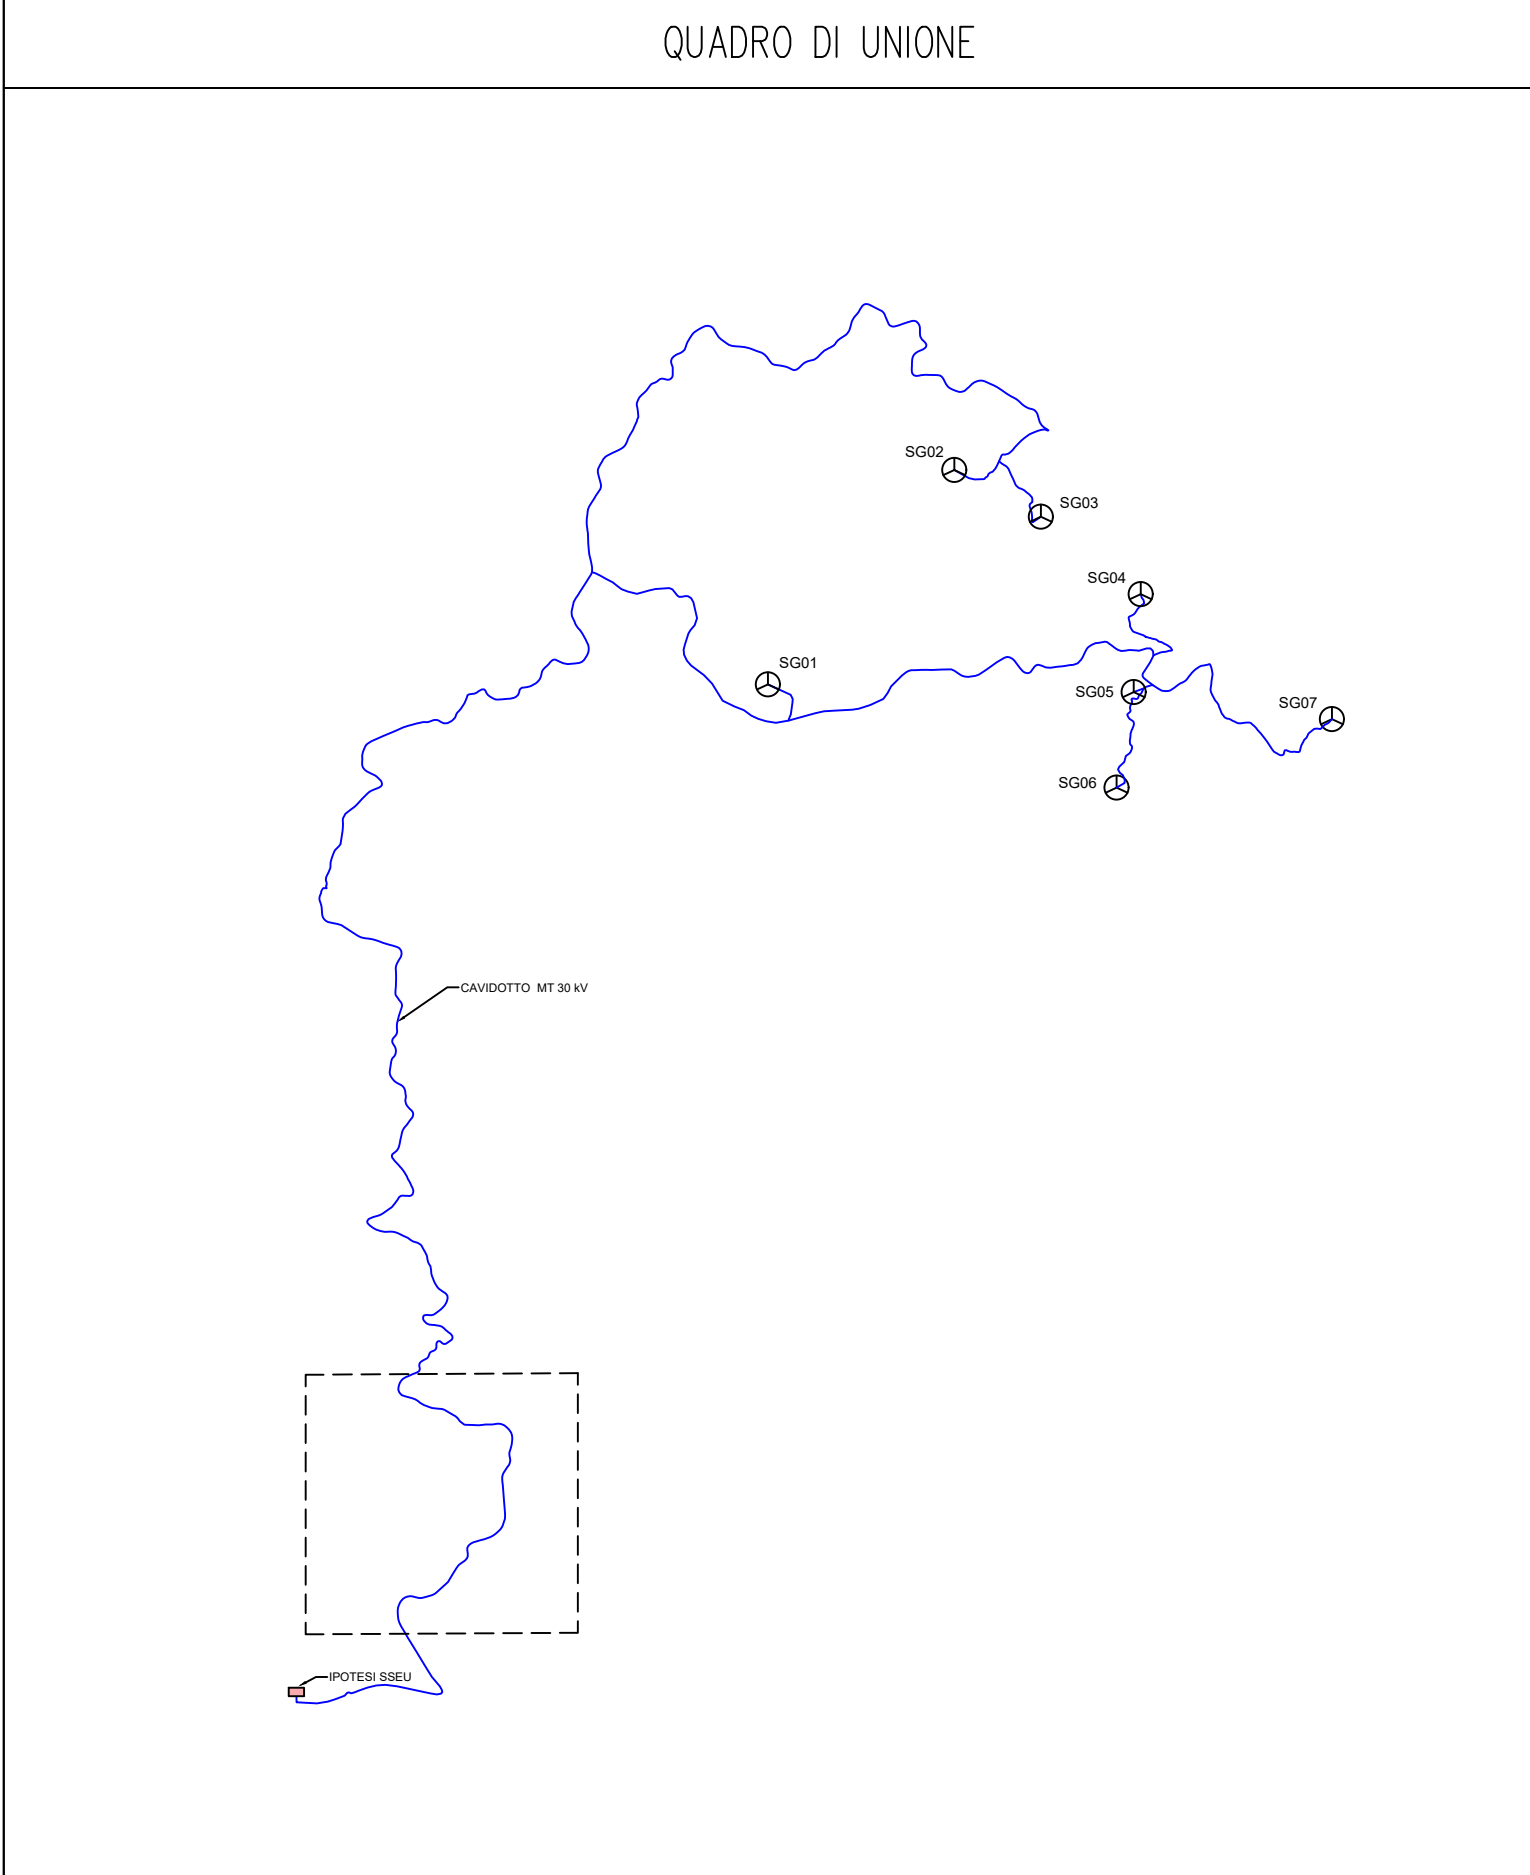 QUADRO DI UNIONE
SG02
SG03
SG04
SG01
SG05
SG07
SG06
CAVIDOTTO MT 30 kV
IPOTESI SSEU